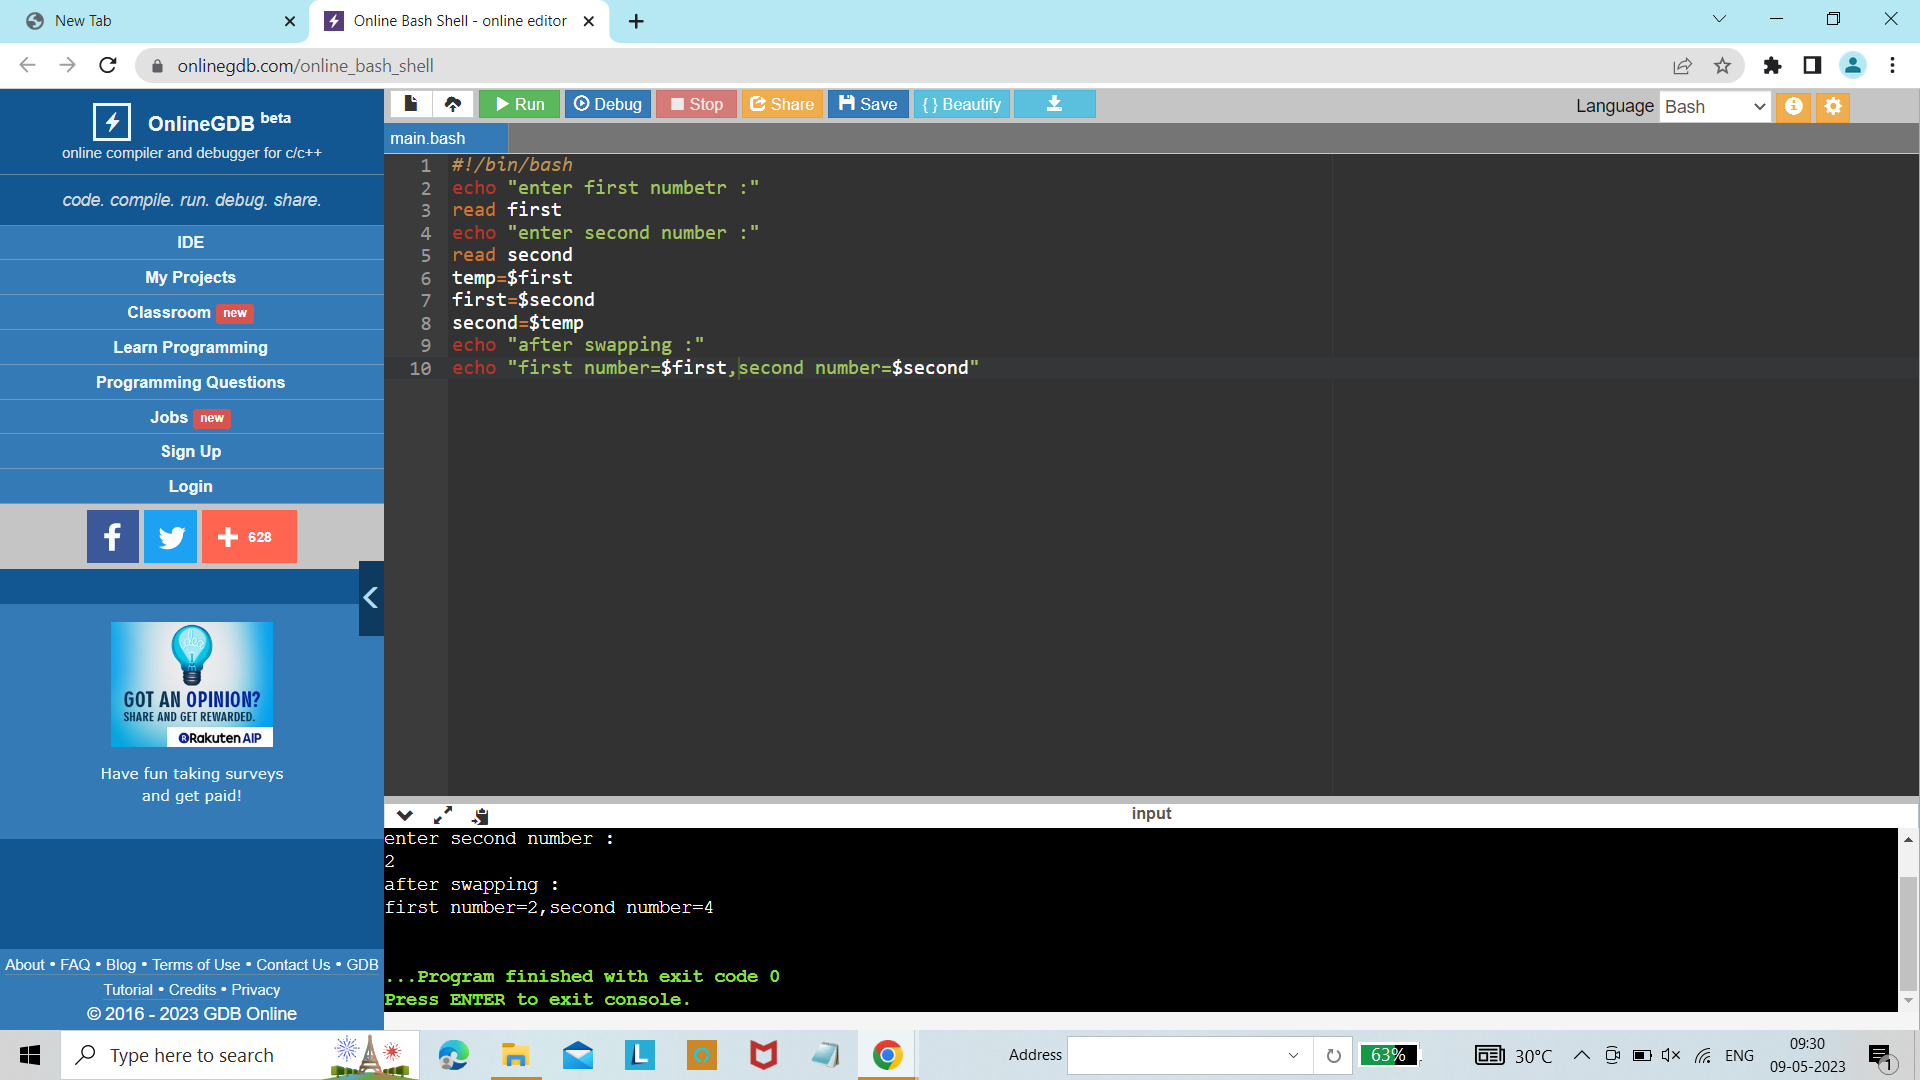 New Tab
Online Bash Shell - online editor
onlinegdb.com/online_bash_shell
OnlineGDB beta
online compiler and debugger for c/c++
code. compile. run. debug. share.
IDE
My Projects
Classroom new
Learn Programming
Programming Questions
Jobs new
Sign Up
Login
f
+ 628
GOT AN OPINION?
SHARE AND GET REWARDED.
Rakuten AIP
Have fun taking surveys
and get paid!
About • FAQ • Blog • Terms of Use • Contact Us • GDB
Tutorial • Credits • Privacy
© 2016 - 2023 GDB Online
Run Debug Stop Share Save { } Beautify
Language Bash
main.bash
1 #!/bin/bash
2 echo "enter first numbetr :"
3 read first
4 echo "enter second number :"
5 read second
6 temp=$first
7 first=$second
8 second=$temp
9 echo "after swapping :"
10 echo "first number=$first,second number=$second"
input
enter second number :
2
after swapping :
first number=2,second number=4
...Program finished with exit code 0
Press ENTER to exit console.
Type here to search
L
Address
63%
30°C
ENG
09:30
09-05-2023
1